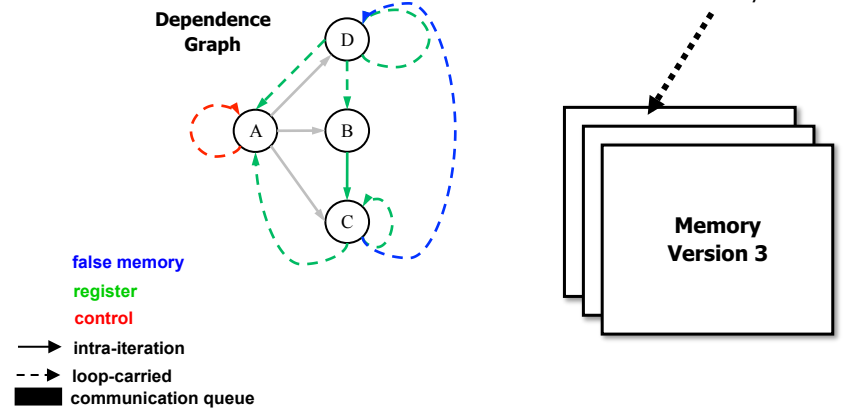 Dependence
Graph
D
A
B
C
Memory
Version 3
false memory
register
control
intra-iteration
loop-carried
communication queue